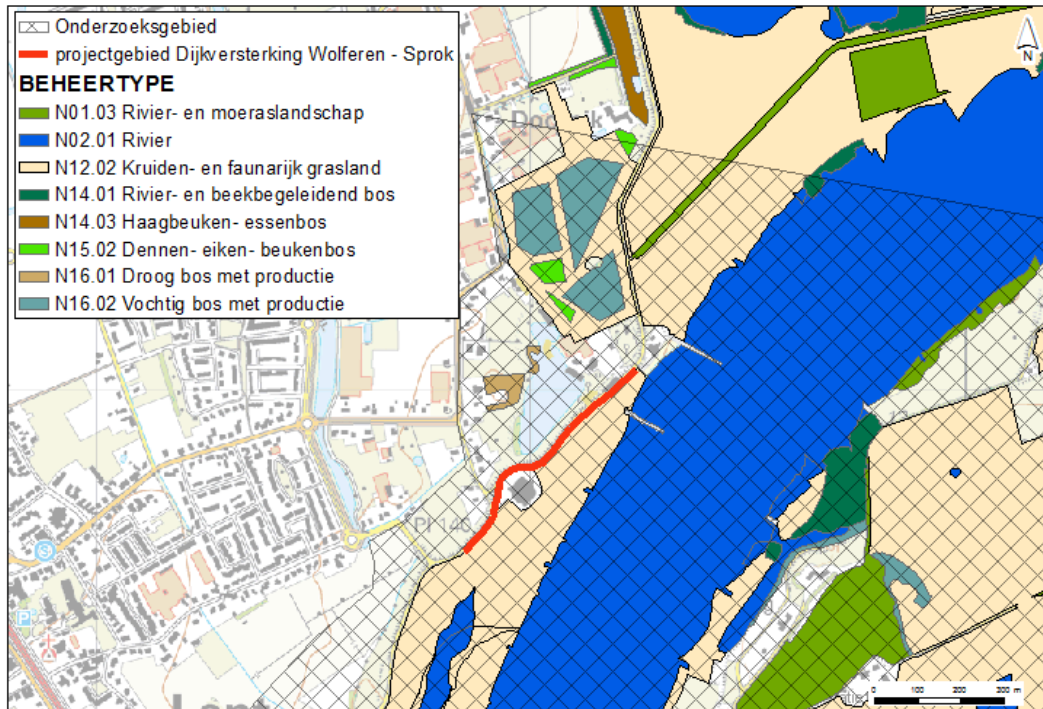 Onderzoeksgebied
projectgebied Dijkversterking Wolferen - Sprok
BEHEERTYPE
N01.03 Rivier- en moeraslandschap
N02.01 Rivier
N12.02 Kruiden- en faunarijk grasland
N14.01 Rivier- en beekbegeleidend bos
N14.03 Haagbeuken- essenbos
N15.02 Dennen- eiken- beukenbos
N16.01 Droog bos met productie
N16.02 Vochtig bos met productie
N
S
P
0 100 200 300 m